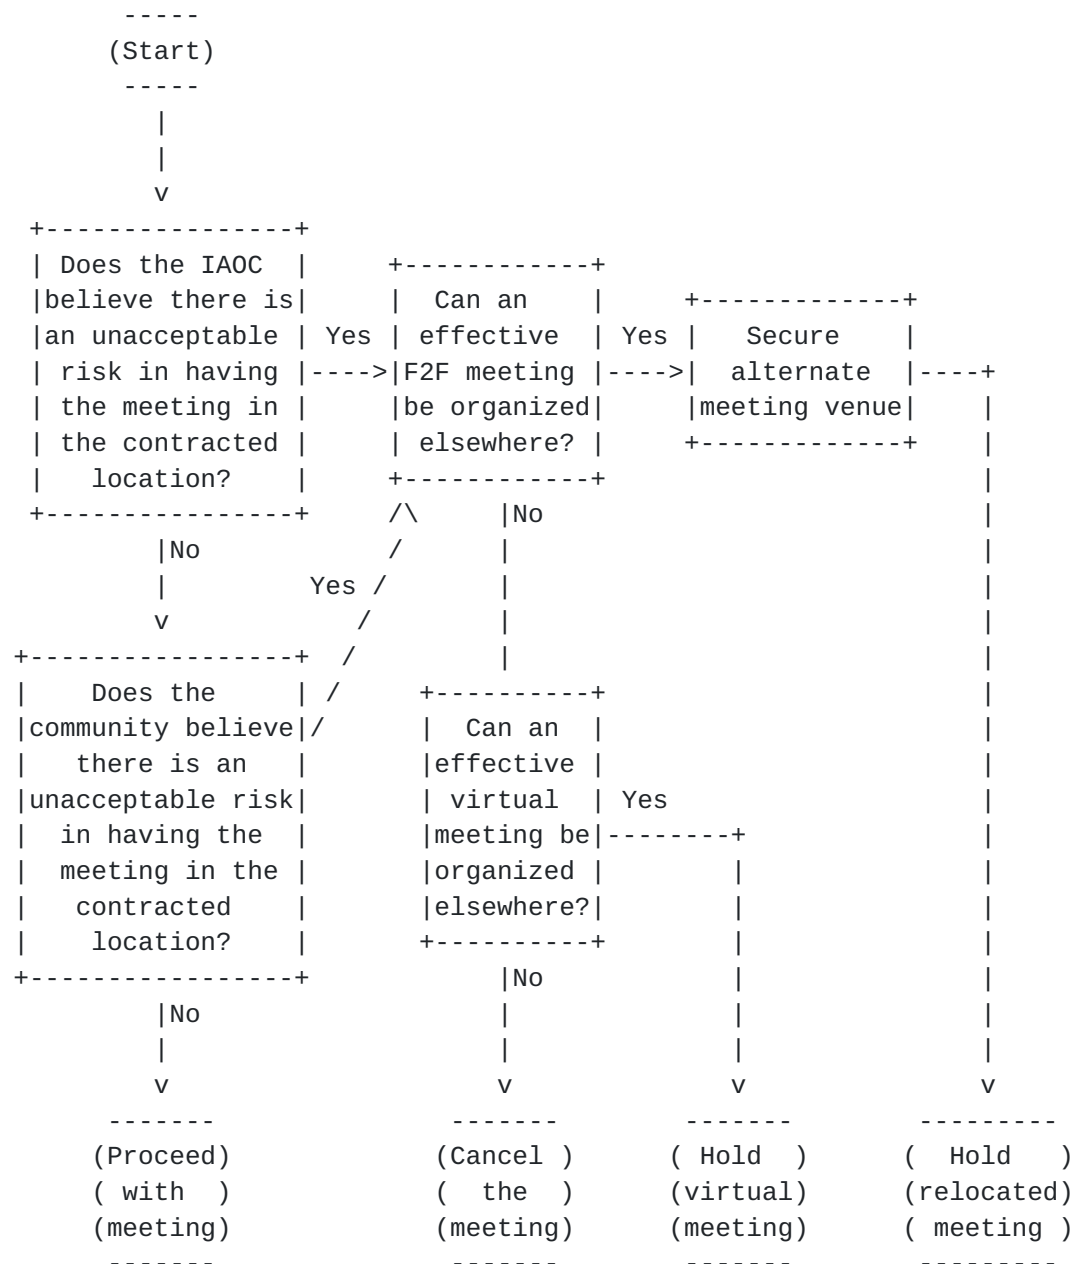 (Start)
Does the IAOC
believe there is
an unacceptable
risk in having
the meeting in
the contracted
location?
Yes
Can an
effective
F2F meeting
be organized
elsewhere?
Yes
Secure
alternate
meeting venue
No
No
Yes
Does the
community believe
there is an
unacceptable risk
in having the
meeting in the
contracted
location?
Can an
effective
virtual
meeting be
organized
elsewhere?
Yes
No
No
(Proceed)
( with )
(meeting)
(Cancel )
( the )
(meeting)
( Hold )
(virtual)
(meeting)
( Hold )
(relocated)
( meeting )